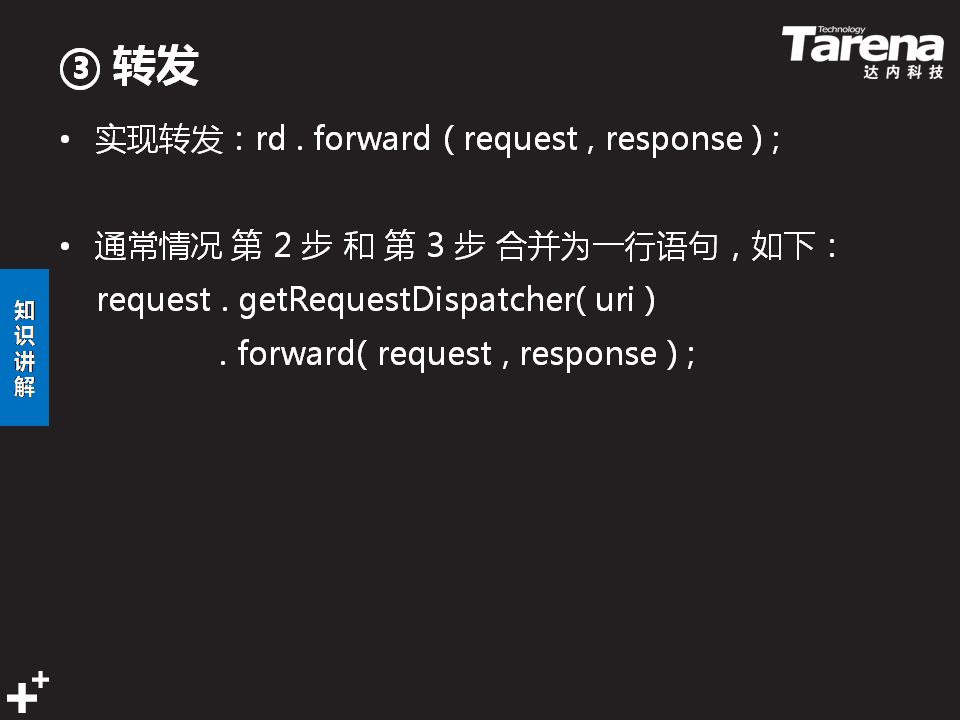 ③ 转发
Technology
Tarena
达内科技
• 实现转发：rd . forward ( request , response ) ;
• 通常情况 第 2 步 和 第 3 步 合并为一行语句，如下：
request . getRequestDispatcher( uri )
. forward( request , response ) ;
知
识
讲
解